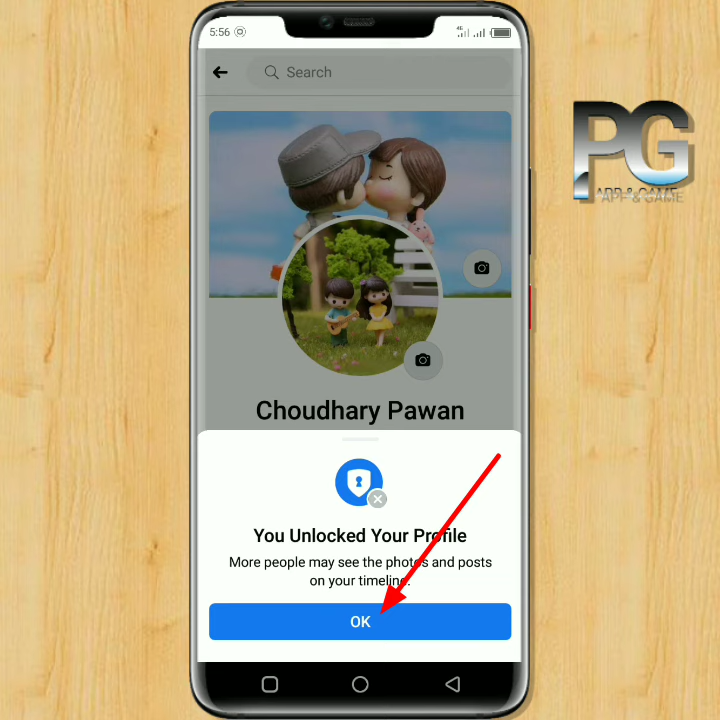 5:56
4G
Search
PG
APP & GAME
Choudhary Pawan
You Unlocked Your Profile
More people may see the photos and posts
on your timeline.
OK